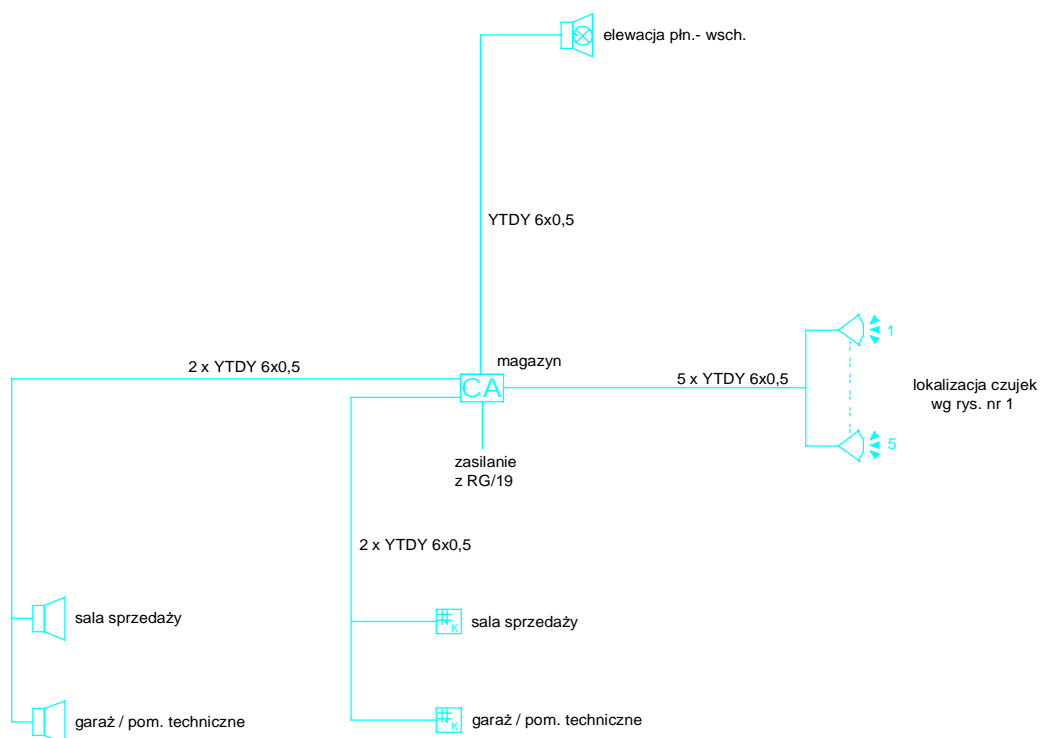 elewacja płn.- wsch.
YTDY 6x0,5
1
2 x YTDY 6x0,5
magazyn
CA
5 x YTDY 6x0,5
lokalizacja czujek
wg rys. nr 1
5
zasilanie
z RG/19
2 x YTDY 6x0,5
sala sprzedaży
K
sala sprzedaży
garaż / pom. techniczne
K
garaż / pom. techniczne